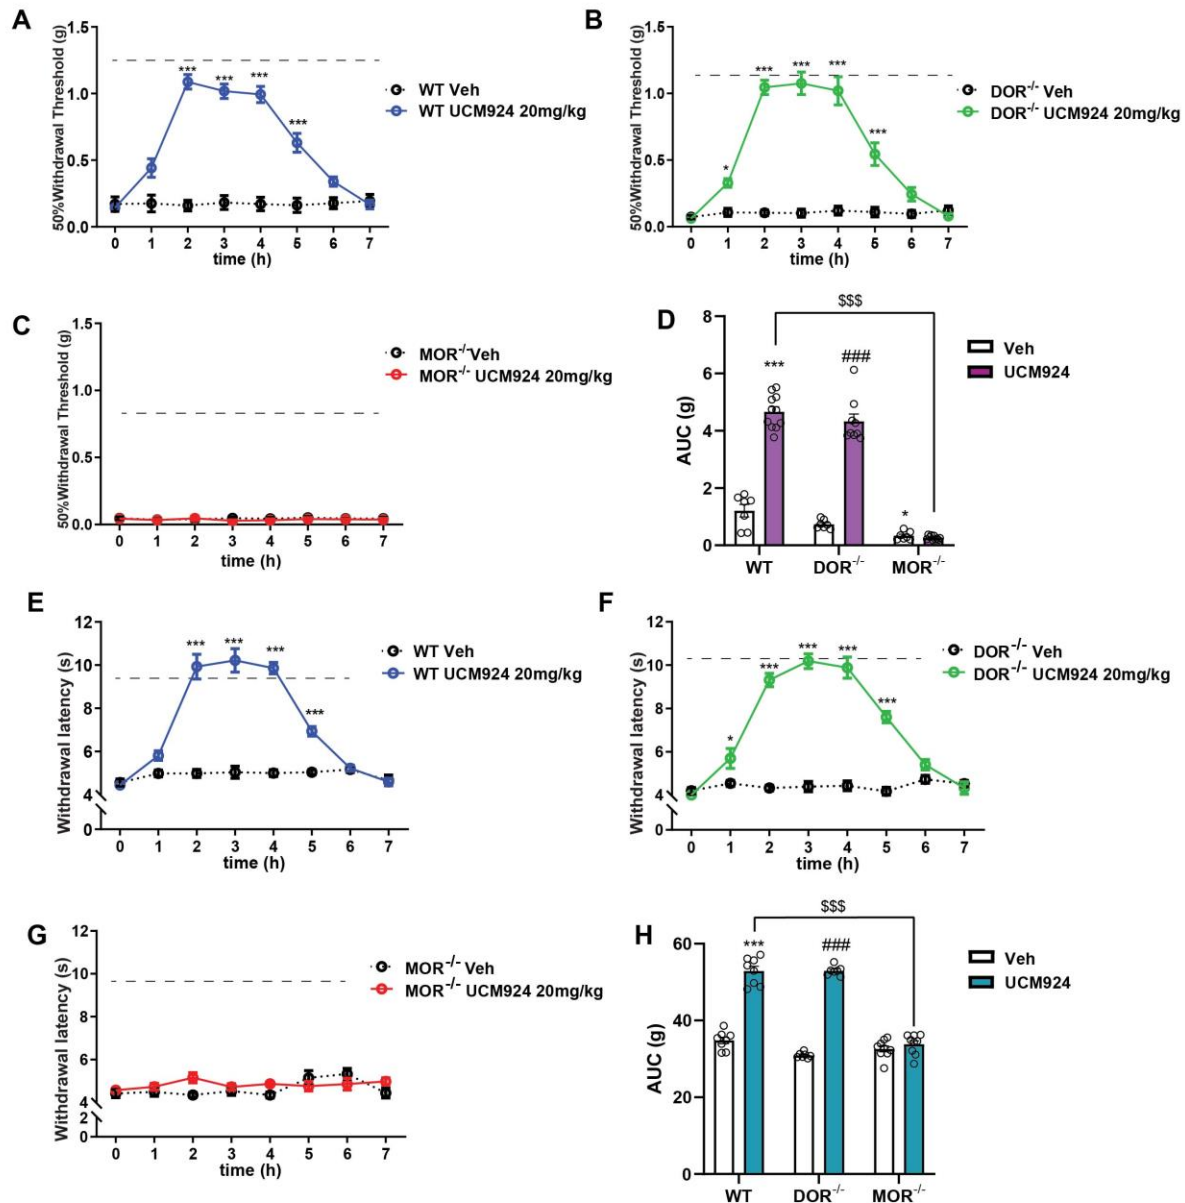 A
50%Withdrawal Threshold (g)
1.5
1.0
0.5
0.0
*** *** *** ***
0 1 2 3 4 5 6 7
time (h)
WT Veh
WT UCM924 20mg/kg
B
50%Withdrawal Threshold (g)
1.5
1.0
0.5
0.0
* *** *** *** ***
0 1 2 3 4 5 6 7
time (h)
DOR-/- Veh
DOR-/- UCM924 20mg/kg
C
50%Withdrawal Threshold (g)
1.5
1.0
0.5
0.0
0 1 2 3 4 5 6 7
time (h)
MOR-/-Veh
MOR-/- UCM924 20mg/kg
D
AUC (g)
8
6
4
2
0
$$$
***
###
*
WT DOR-/- MOR-/-
Veh
UCM924
E
Withdrawal latency (s)
12
10
8
6
4
0
*** *** *** ***
0 1 2 3 4 5 6 7
time (h)
WT Veh
WT UCM924 20mg/kg
F
Withdrawal latency (s)
12
10
8
6
4
0
* *** *** *** ***
0 1 2 3 4 5 6 7
time (h)
DOR-/- Veh
DOR-/- UCM924 20mg/kg
G
Withdrawal latency (s)
12
10
8
6
4
2
0
0 1 2 3 4 5 6 7
time (h)
MOR-/- Veh
MOR-/- UCM924 20mg/kg
H
AUC (g)
60
40
20
0
$$$
***
###
WT DOR-/- MOR-/-
Veh
UCM924